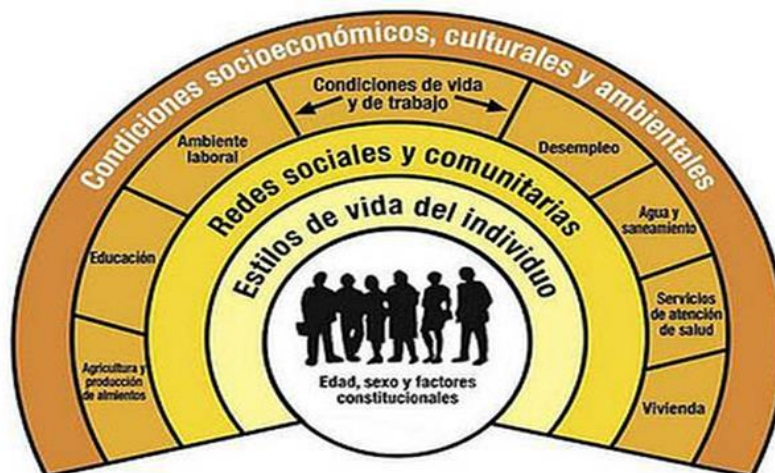 Condiciones socioeconómicos, culturales y ambientales
Condiciones de vida
y de trabajo
Ambiente
laboral
Desempleo
Educación
Agua y
saneamiento
Agricultura y
producción
de almientos
Servicios
de atención
de salud
Vivienda
Redes sociales y comunitarias
Estilos de vida del individuo
Edad, sexo y factores
constitucionales